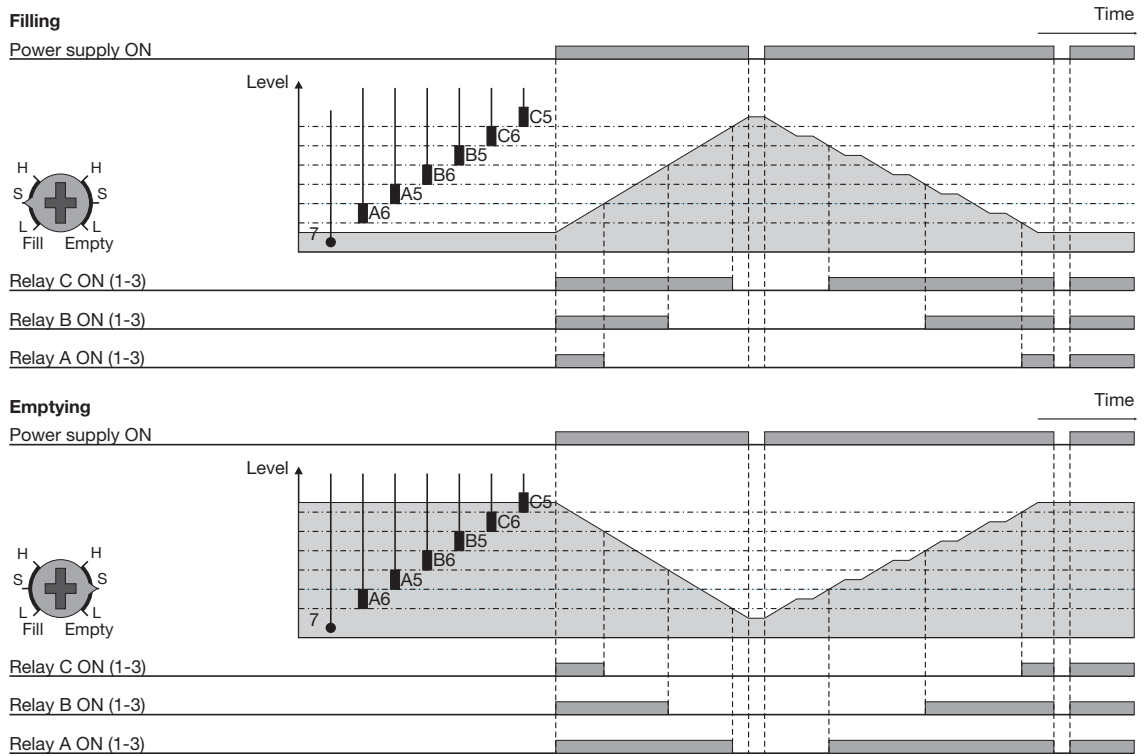 Filling
Time
Power supply ON
Level
C5
C6
B5
B6
A5
A6
7
H H
S S
L L
Fill Empty
Relay C ON (1-3)
Relay B ON (1-3)
Relay A ON (1-3)
Emptying
Time
Power supply ON
Level
C5
C6
B5
B6
A5
A6
7
H H
S S
L L
Fill Empty
Relay C ON (1-3)
Relay B ON (1-3)
Relay A ON (1-3)